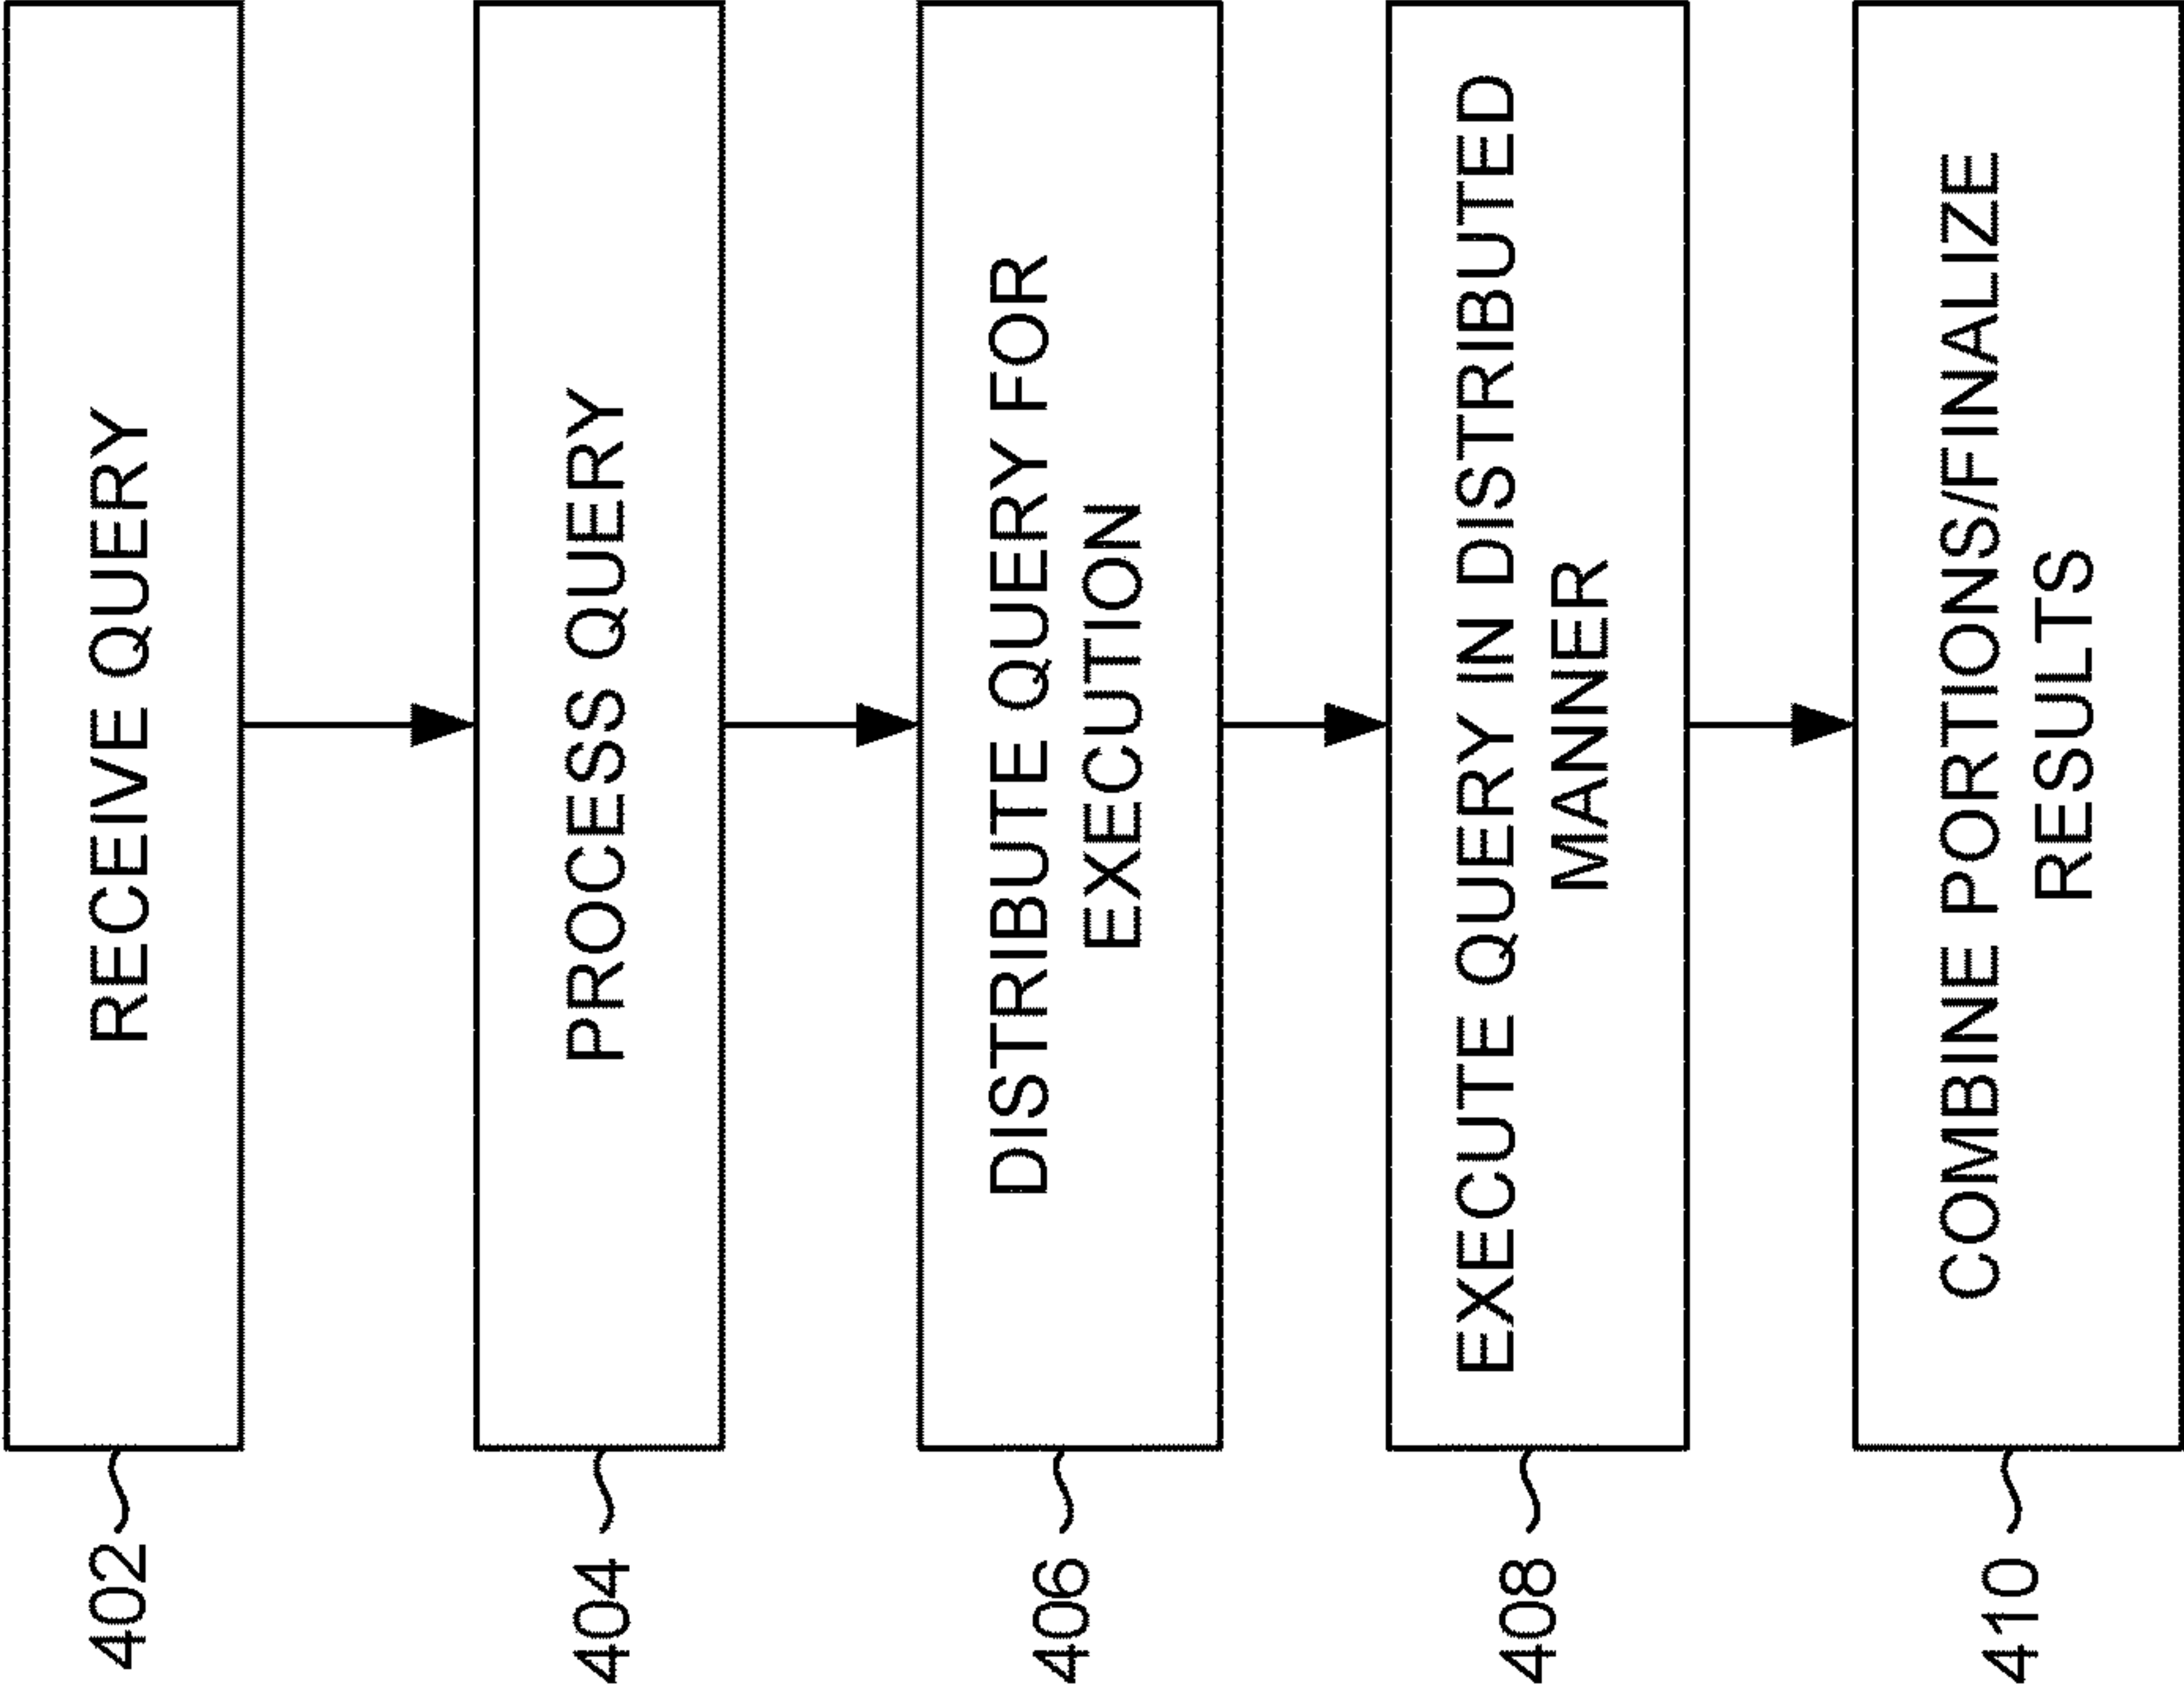 402
RECEIVE QUERY
404
PROCESS QUERY
406
DISTRIBUTE QUERY FOR
EXECUTION
408
EXECUTE QUERY IN DISTRIBUTED
MANNER
410
COMBINE PORTIONS/FINALIZE
RESULTS